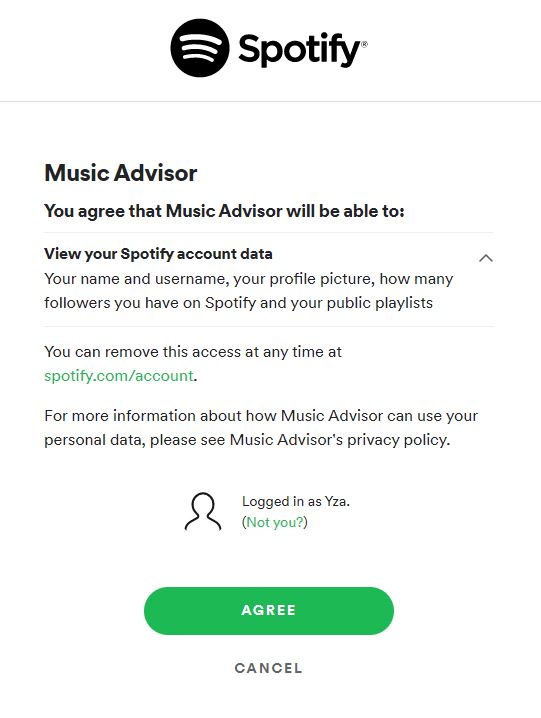 Spotify®
Music Advisor
You agree that Music Advisor will be able to:
View your Spotify account data
Your name and username, your profile picture, how many
followers you have on Spotify and your public playlists
You can remove this access at any time at
spotify.com/account.
For more information about how Music Advisor can use your
personal data, please see Music Advisor's privacy policy.
Logged in as Yza.
(Not you?)
AGREE
CANCEL